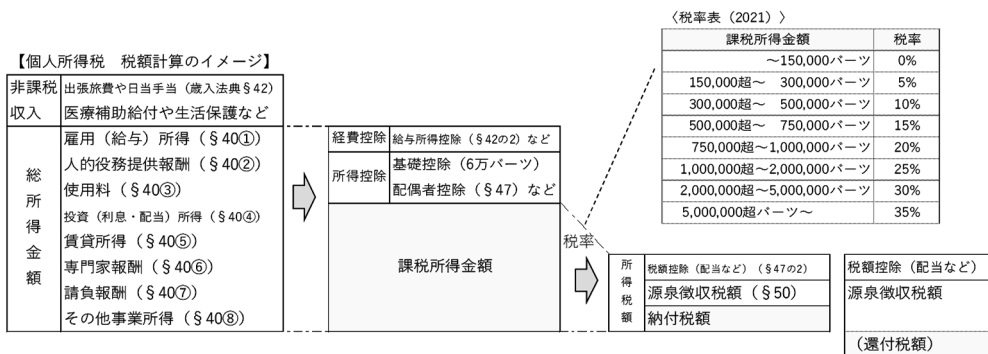 〈税率表（2021）〉
課税所得金額 税率
～150,000バーツ 0%
150,000超～ 300,000バーツ 5%
300,000超～ 500,000バーツ 10%
500,000超～ 750,000バーツ 15%
750,000超～1,000,000バーツ 20%
1,000,000超～2,000,000バーツ 25%
2,000,000超～5,000,000バーツ 30%
5,000,000超バーツ～ 35%
【個人所得税 税額計算のイメージ】
非課税収入
出張旅費や日当手当（歳入法典§42）
医療補助給付や生活保護など
総所得金額
雇用（給与）所得（§40①）
人的役務提供報酬（§40②）
使用料（§40③）
投資（利息・配当）所得（§40④）
賃貸所得（§40⑤）
専門家報酬（§40⑥）
請負報酬（§40⑦）
その他事業所得（§40⑧）
経費控除 給与所得控除（§42の2）など
所得控除
基礎控除（6万バーツ）
配偶者控除（§47）など
課税所得金額
税率
所得税額
税額控除（配当など）（§47の2）
源泉徴収税額（§50）
納付税額
税額控除（配当など）
源泉徴収税額
（還付税額）